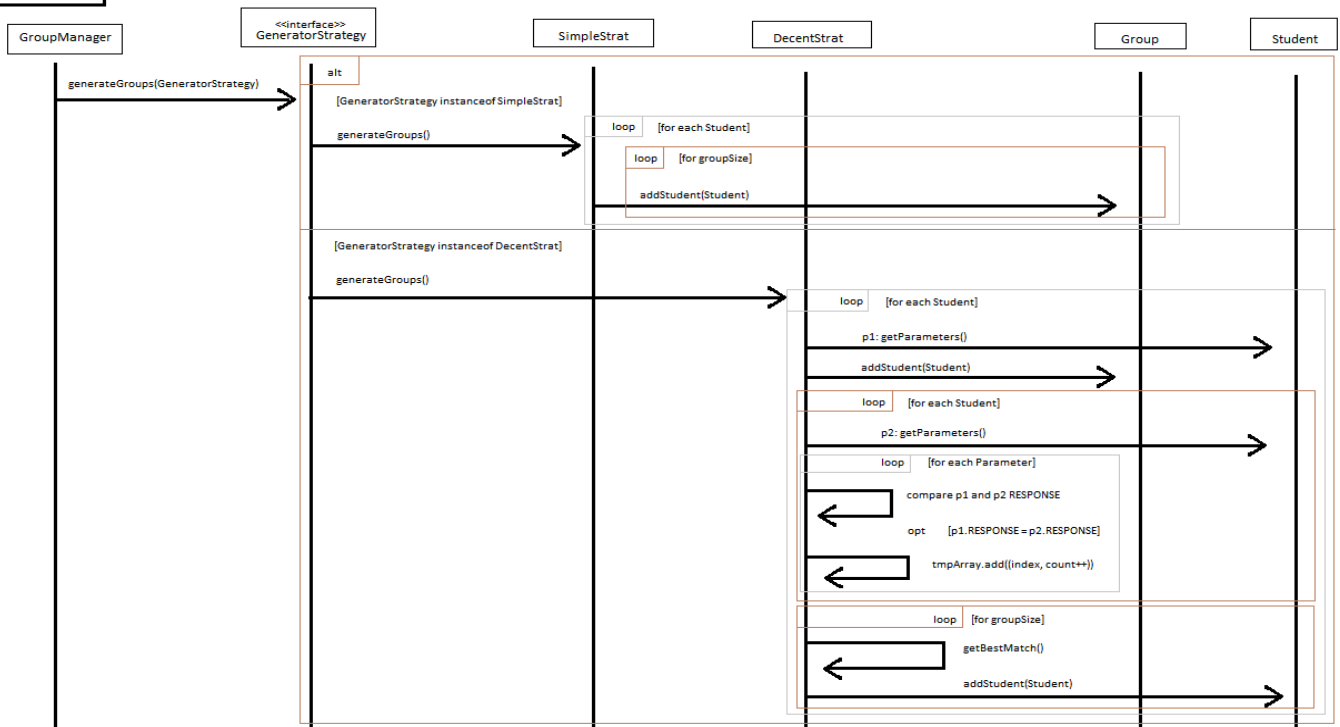 GroupManager
<<interface>>
GeneratorStrategy
SimpleStrat
DecentStrat
Group
Student
alt
generateGroups(GeneratorStrategy)
[GeneratorStrategy instanceof SimpleStrat]
generateGroups()
loop [for each Student]
loop [for groupSize]
addStudent(Student)
[GeneratorStrategy instanceof DecentStrat]
generateGroups()
loop [for each Student]
p1: getParameters()
addStudent(Student)
loop [for each Student]
p2: getParameters()
loop [for each Parameter]
compare p1 and p2 RESPONSE
opt [p1.RESPONSE = p2.RESPONSE]
tmpArray.add((index, count++))
loop [for groupSize]
getBestMatch()
addStudent(Student)